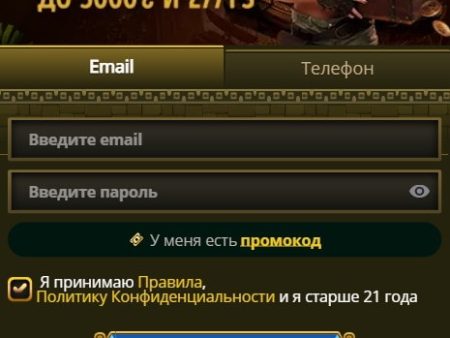 Email
Телефон
Введите email
Введите пароль
У меня есть промокод
Я принимаю Правила,
Политику Конфиденциальности и я старше 21 года